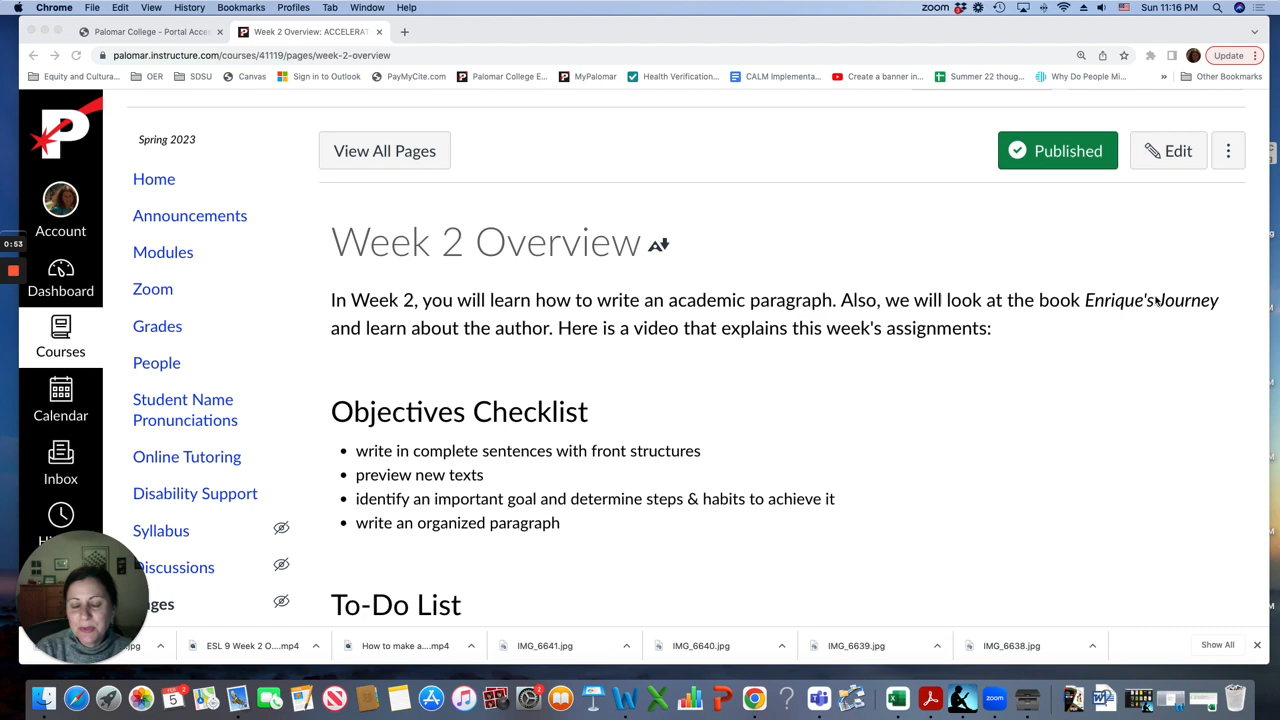 Chrome File Edit View History Bookmarks Profiles Tab Window Help
zoom Sun 11:16 PM
Palomar College - Portal Acces
Week 2 Overview: ACCELERAT
palomar.instructure.com/courses/41119/pages/week-2-overview
Update
Equity and Cultura... OER SDSU Canvas Sign in to Outlook PayMyCite.com Palomar College E... MyPalomar Health Verification... CALM Implementa... Create a banner in... Summer 22 thoug... Why Do People Mi... » Other Bookmarks
P
Account
Dashboard
Courses
Calendar
Inbox
0:53
Spring 2023
Home
Announcements
Modules
Zoom
Grades
People
Student Name
Pronunciations
Online Tutoring
Disability Support
Syllabus
Discussions
ages
View All Pages
Published
Edit
Week 2 Overview
In Week 2, you will learn how to write an academic paragraph. Also, we will look at the book Enrique's Journey
and learn about the author. Here is a video that explains this week's assignments:
Objectives Checklist
• write in complete sentences with front structures
• preview new texts
• identify an important goal and determine steps & habits to achieve it
• write an organized paragraph
To-Do List
.jpg ESL 9 Week 2 O....mp4 How to make a....mp4 IMG_6641.jpg IMG_6640.jpg IMG_6639.jpg IMG_6638.jpg Show All